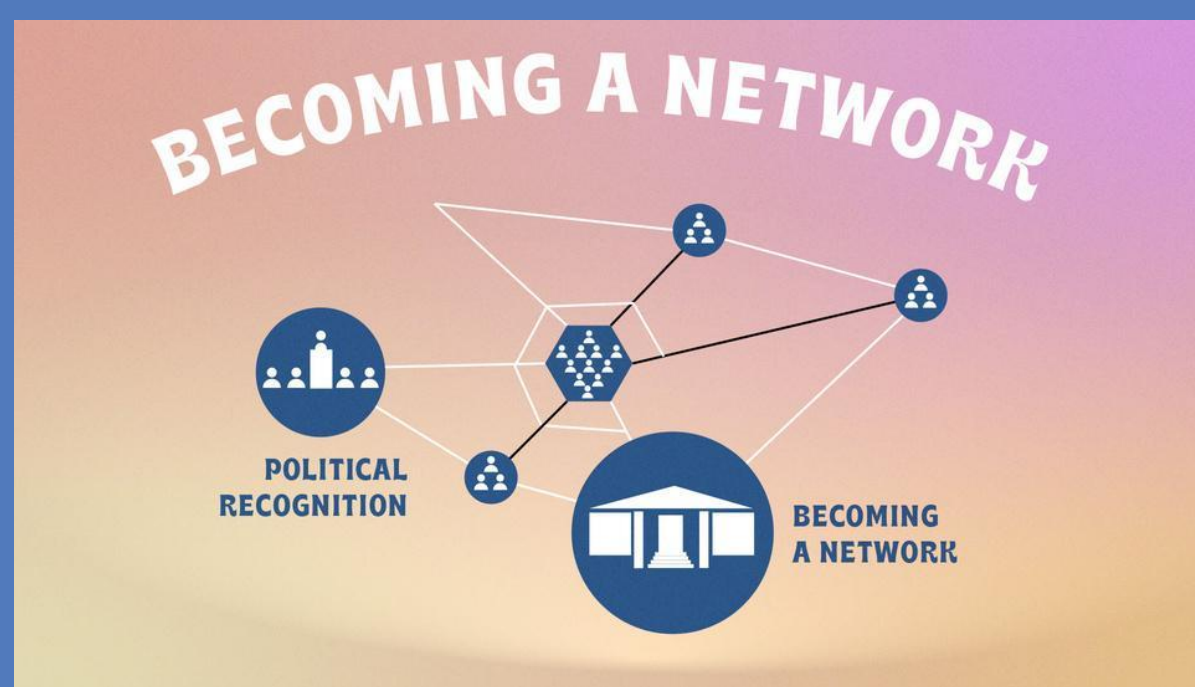 BECOMING A NETWORK
POLITICAL
RECOGNITION
BECOMING
A NETWORK